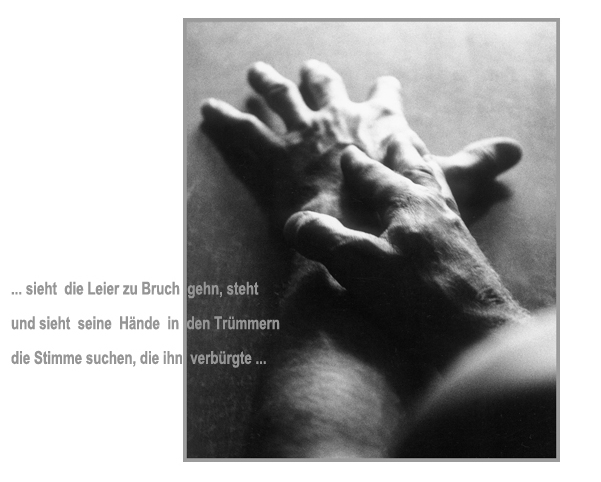 ... sieht die Leier zu Bruch gehn, steht
und sieht seine Hände in den Trümmern
die Stimme suchen, die ihn verbürgte ...